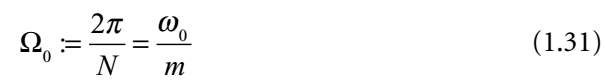 Ω₀ := 2π/N = ω₀/m (1.31)